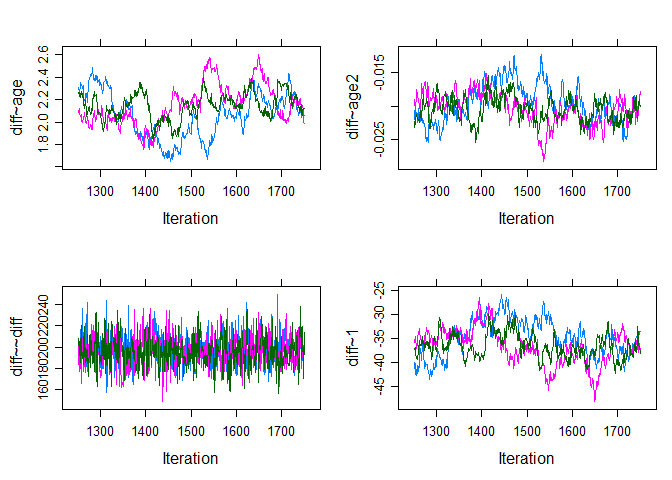 diff~age
1.8 2.0 2.2 2.4 2.6
1300 1400 1500 1600 1700
Iteration
diff~age2
-0.025 -0.015
1300 1400 1500 1600 1700
Iteration
diff~~diff
160180200220240
1300 1400 1500 1600 1700
Iteration
diff~1
-45 -40 -35 -30 -25
1300 1400 1500 1600 1700
Iteration